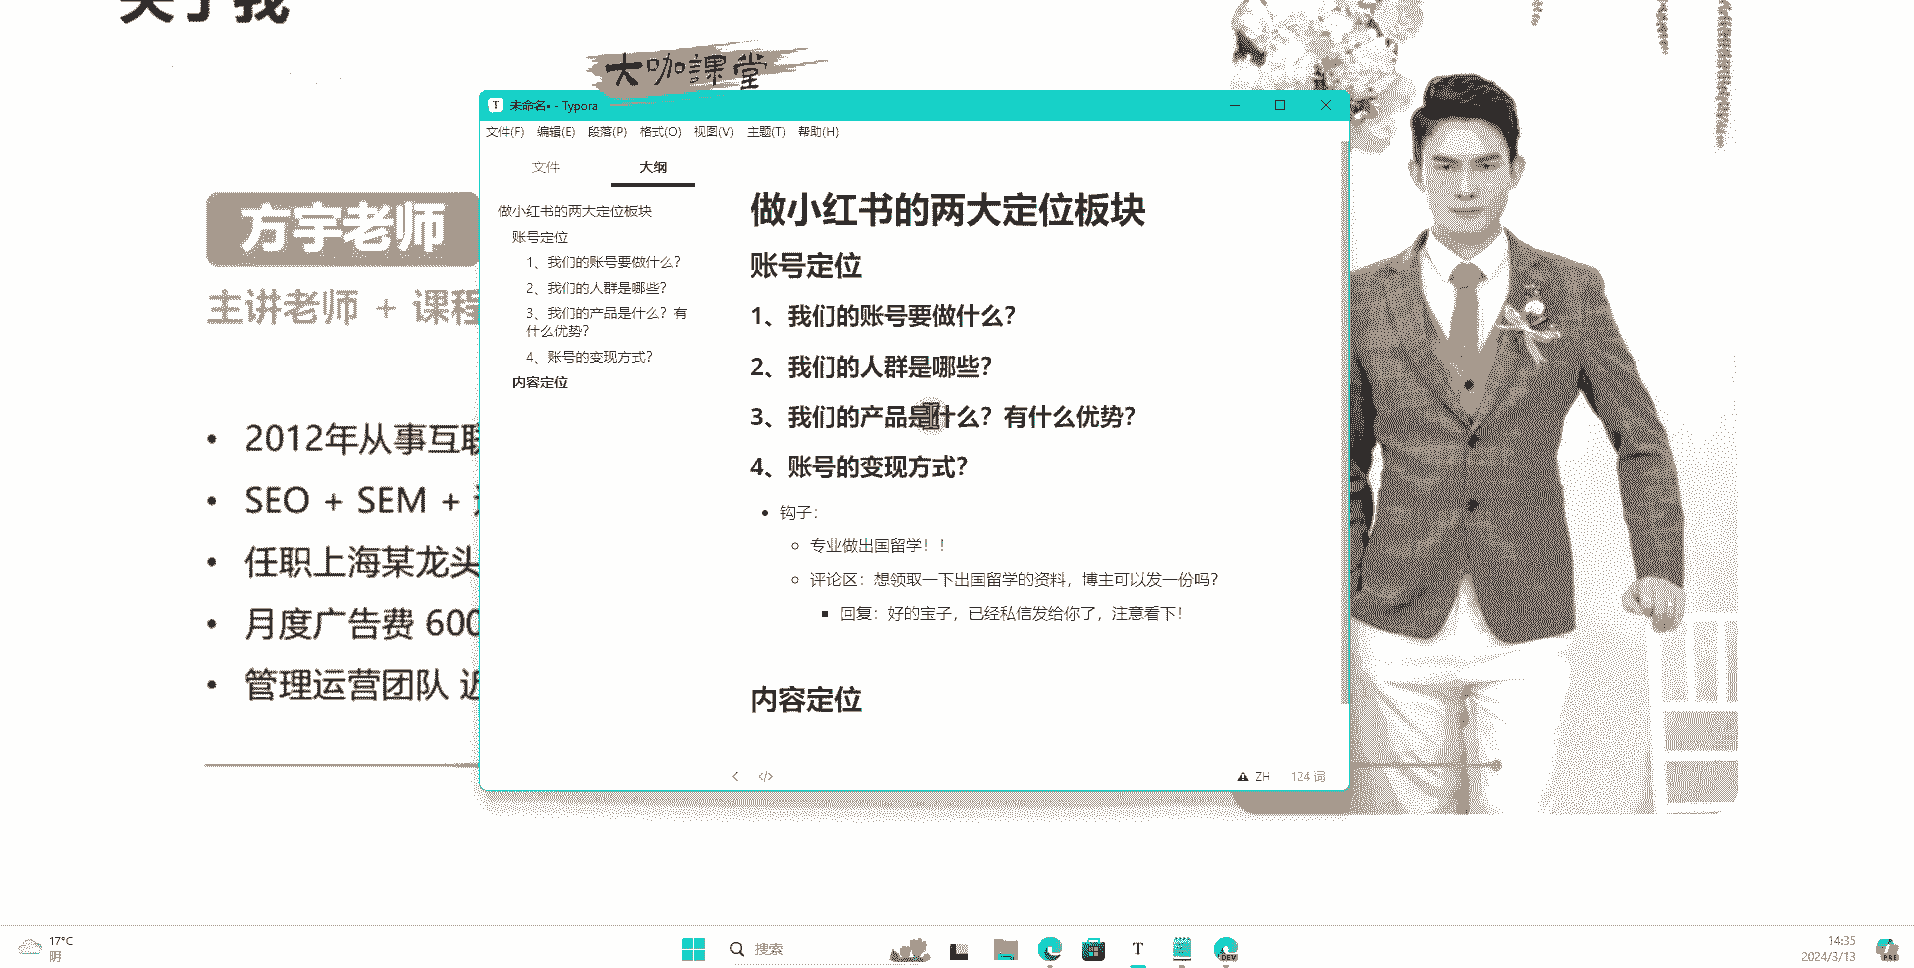 关于我
大咖課堂
方宇老师
主讲老师 + 课程
2012年从事互联
SEO + SEM +
任职上海某龙头
月度广告费 600
管理运营团队 近
未命名• - Typora
文件(F) 编辑(E) 段落(P) 格式(O) 视图(V) 主题(T) 帮助(H)
文件 大纲
做小红书的两大定位板块
账号定位
1、我们的账号要做什么?
2、我们的人群是哪些?
3、我们的产品是什么? 有
什么优势?
4、账号的变现方式?
内容定位
做小红书的两大定位板块
账号定位
1、我们的账号要做什么?
2、我们的人群是哪些?
3、我们的产品是什么? 有什么优势?
4、账号的变现方式?
钩子:
专业做出国留学! !
评论区: 想领取一下出国留学的资料, 博主可以发一份吗?
回复: 好的宝子, 已经私信发给你了, 注意看下!
内容定位
ZH 124 词
17°C
阴
搜索
T
DEV
14:35
2024/3/13
PRE